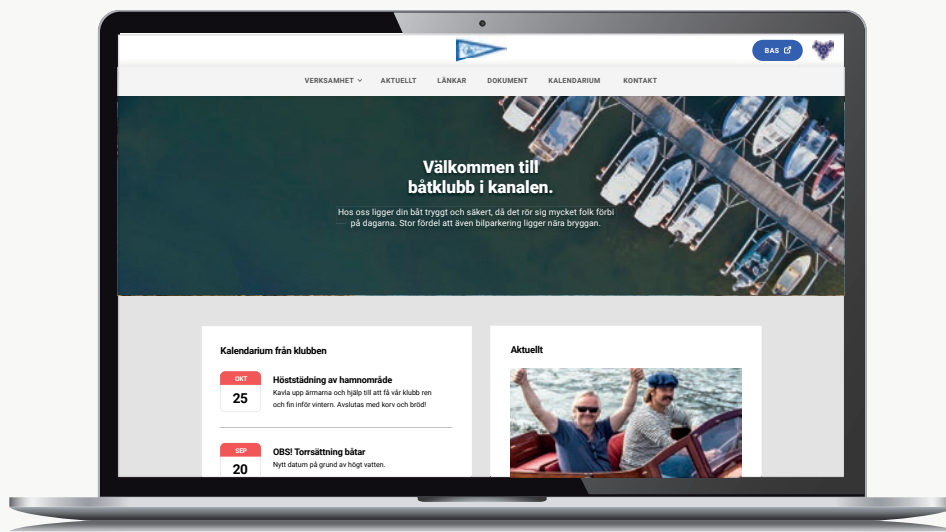 BAS
VERKSAMHET
AKTUELLT
LÄNKAR
DOKUMENT
KALENDARIUM
KONTAKT
Välkommen till
båtklubb i kanalen.
Hos oss ligger din båt tryggt och säkert, då det rör sig mycket folk förbi
på dagarna. Stor fördel att även bilparkering ligger nära bryggan.
Kalendarium från klubben
OKT
25
Höststädning av hamnområde
Kavla upp ärmarna och hjälp till att få vår klubb ren
och fin inför vintern. Avslutas med korv och bröd!
SEP
20
OBS! Torrsättning båtar
Nytt datum på grund av högt vatten.
Aktuellt